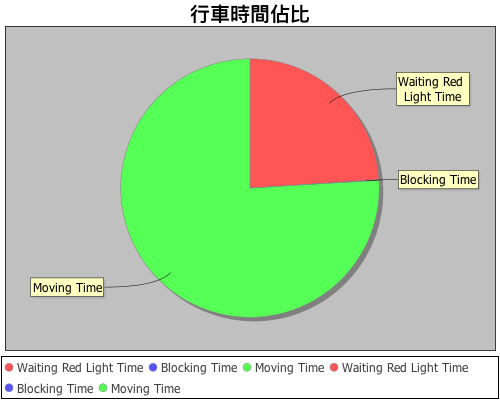 行車時間佔比
Waiting Red
Light Time
Blocking Time
Moving Time
Waiting Red Light Time Blocking Time Moving Time Waiting Red Light Time
Blocking Time Moving Time